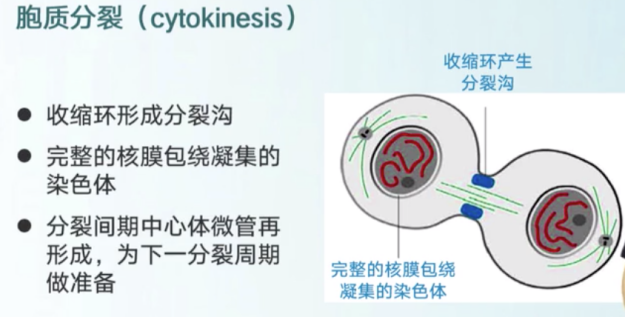 胞质分裂（cytokinesis）
收缩环产生
分裂沟
● 收缩环形成分裂沟
● 完整的核膜包绕凝集的
染色体
● 分裂间期中心体微管再
形成，为下一分裂周期
做准备
完整的核膜包绕
凝集的染色体